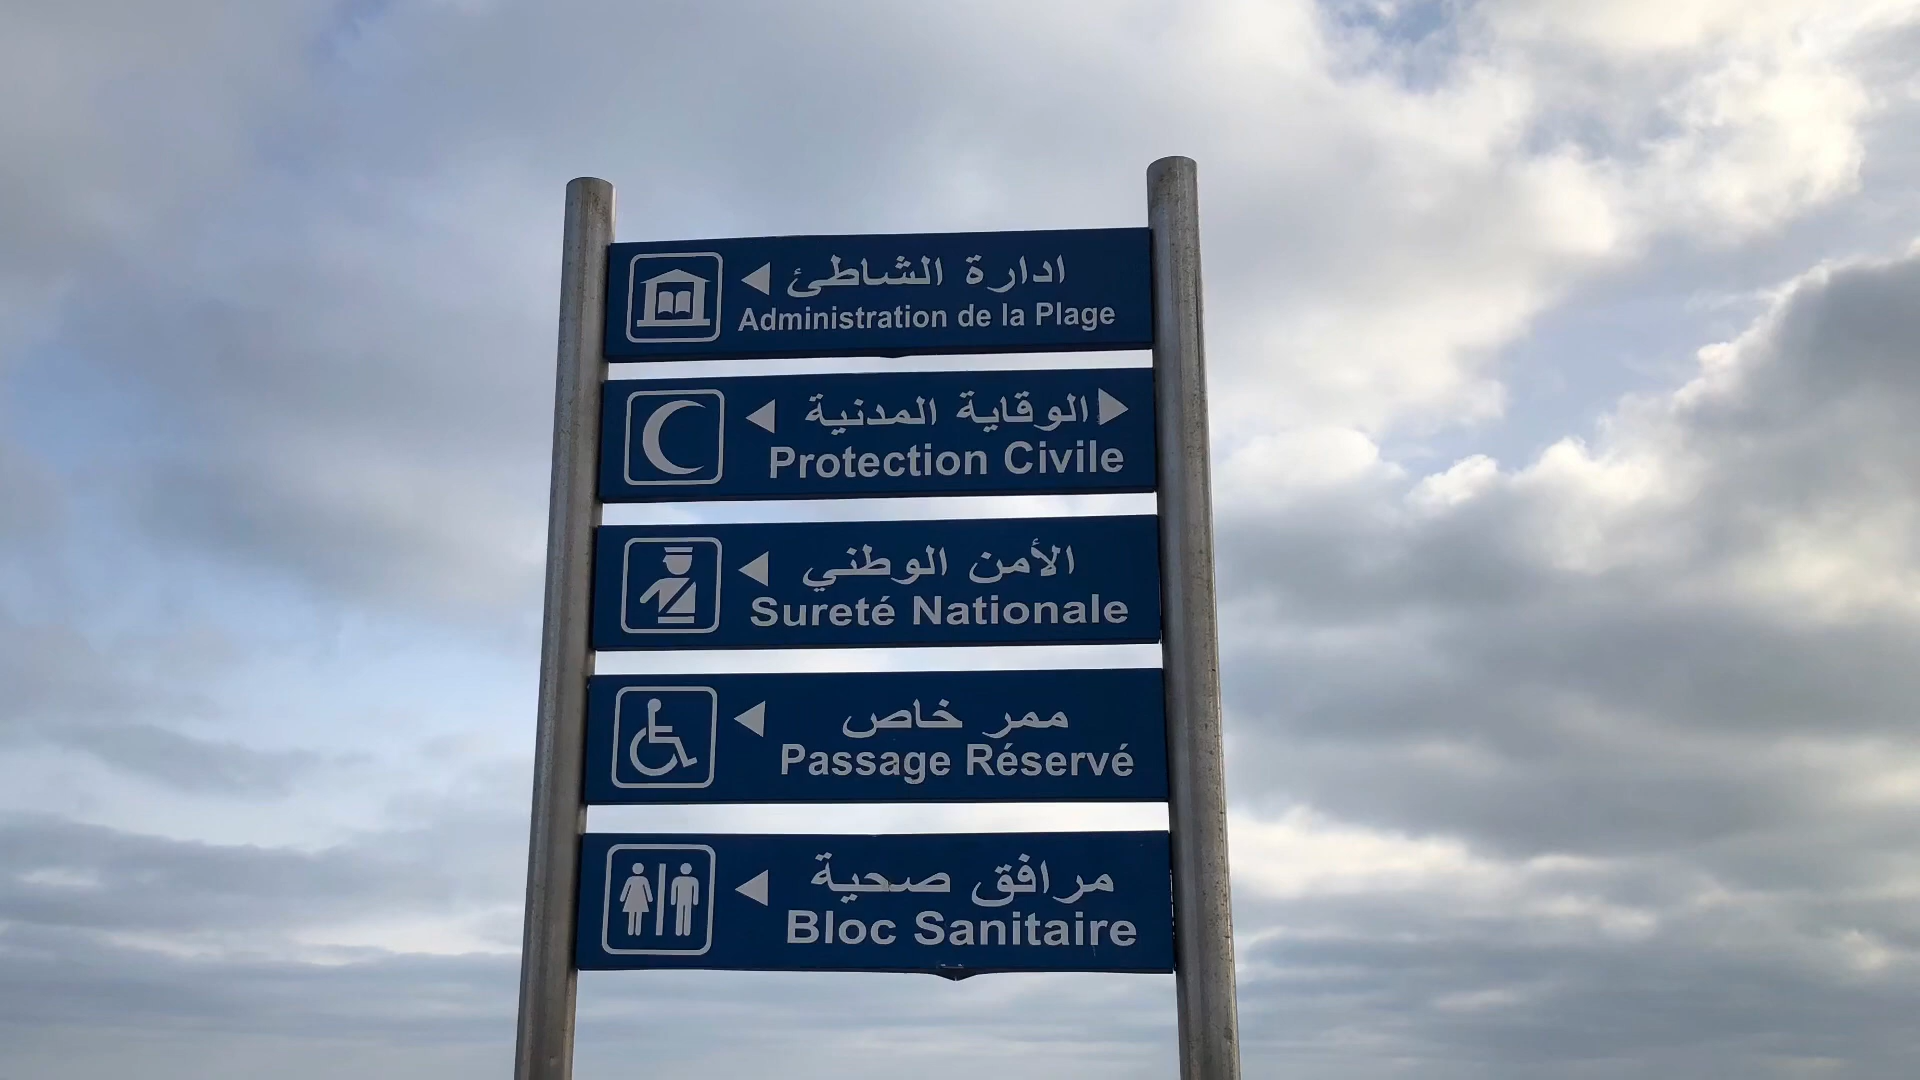 ادارة الشاطئ
Administration de la Plage
الوقاية المدنية
Protection Civile
الأمن الوطني
Sureté Nationale
ممر خاص
Passage Réservé
مرافق صحية
Bloc Sanitaire